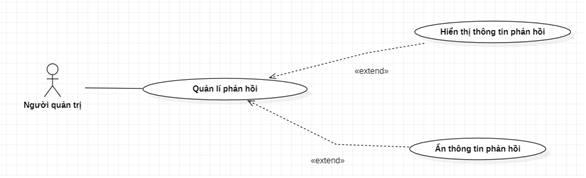 Hiển thị thông tin phản hồi
«extend»
Quản lí phản hồi
Người quản trị
Ẩn thông tin phản hồi
«extend»